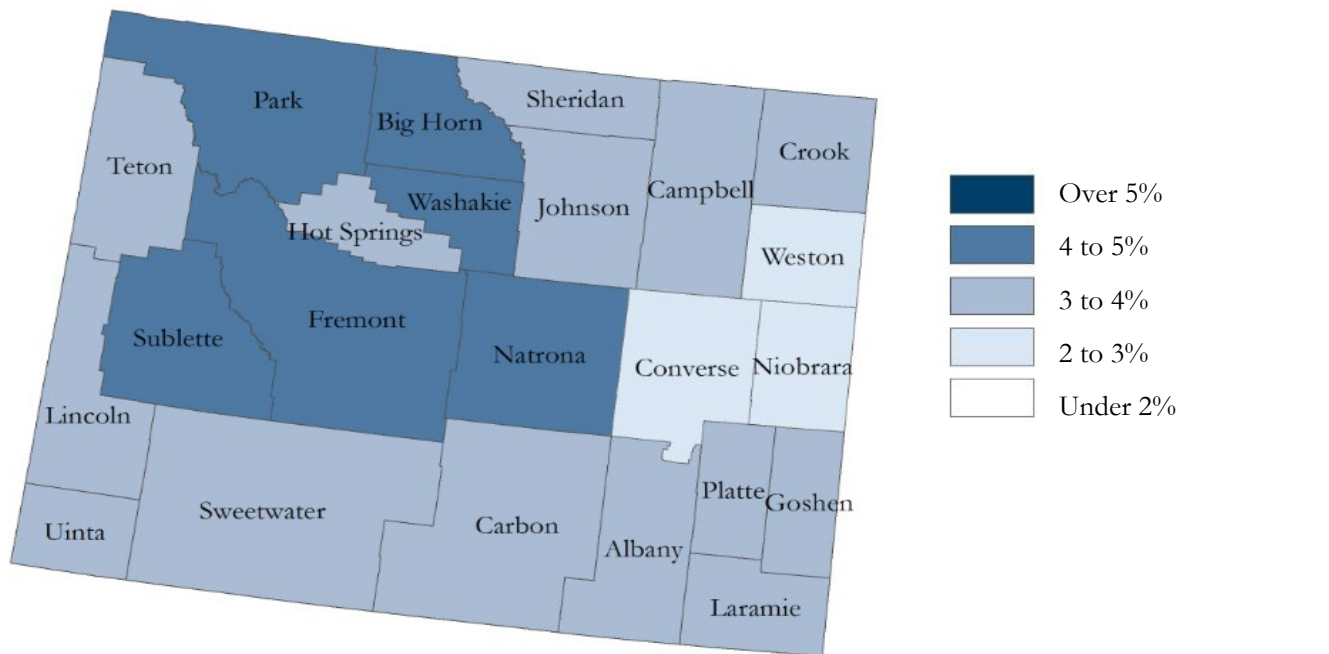 Park
Big Horn
Sheridan
Crook
Teton
Washakie
Johnson
Campbell
Hot Springs
Weston
Sublette
Fremont
Natrona
Converse
Niobrara
Lincoln
Platte
Goshen
Uinta
Sweetwater
Carbon
Albany
Laramie
Over 5%
4 to 5%
3 to 4%
2 to 3%
Under 2%